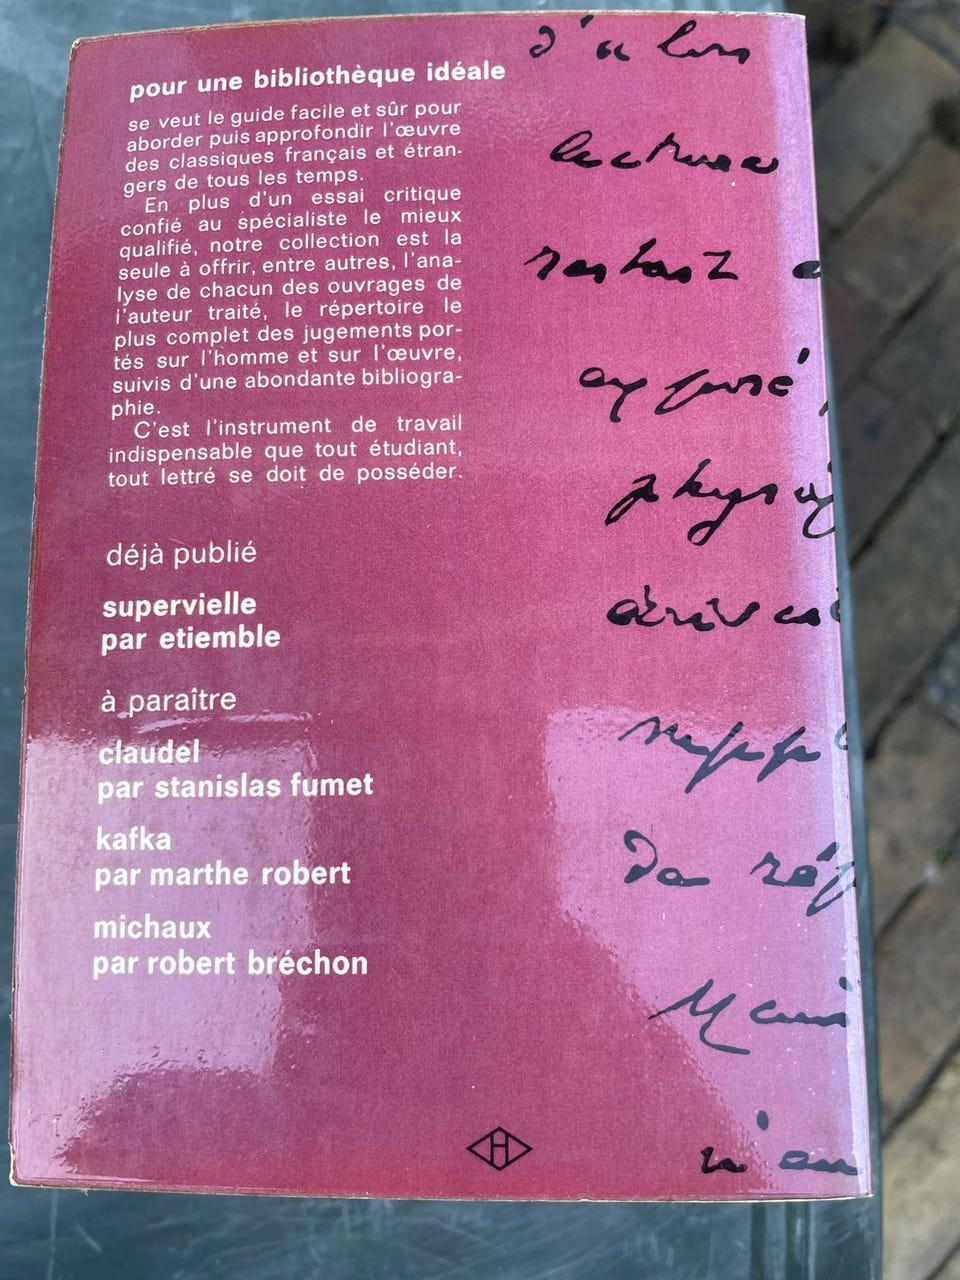 pour une bibliothèque idéale
se veut le guide facile et sûr pour
aborder puis approfondir l'œuvre
des classiques français et étran-
gers de tous les temps.
En plus d'un essai critique
confié au spécialiste le mieux
qualifié, notre collection est la
seule à offrir, entre autres, l'ana-
lyse de chacun des ouvrages de
l'auteur traité, le répertoire le
plus complet des jugements por-
tés sur l'homme et sur l'œuvre,
suivis d'une abondante bibliogra-
phie.
C'est l'instrument de travail
indispensable que tout étudiant,
tout lettré se doit de posséder.
déjà publié
supervielle
par etiemble
à paraître
claudel
par stanislas fumet
kafka
par marthe robert
michaux
par robert bréchon
H
lecture